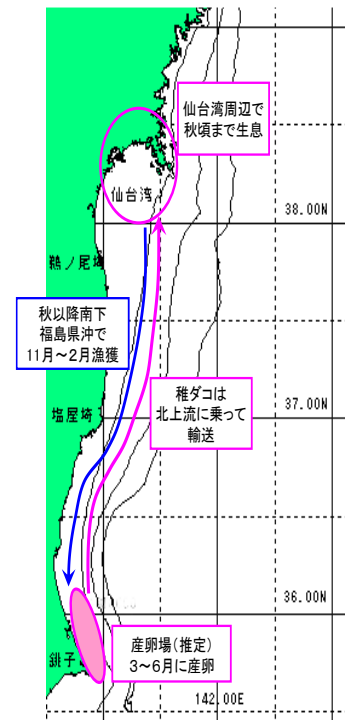 仙台湾周辺で
秋頃まで生息
仙台湾
38.00N
鵜ノ尾埼
秋以降南下
福島県沖で
11月～2月漁獲
稚ダコは
北上流に乗って
輸送
塩屋埼
37.00N
36.00N
産卵場(推定)
3～6月に産卵
銚子
142.00E